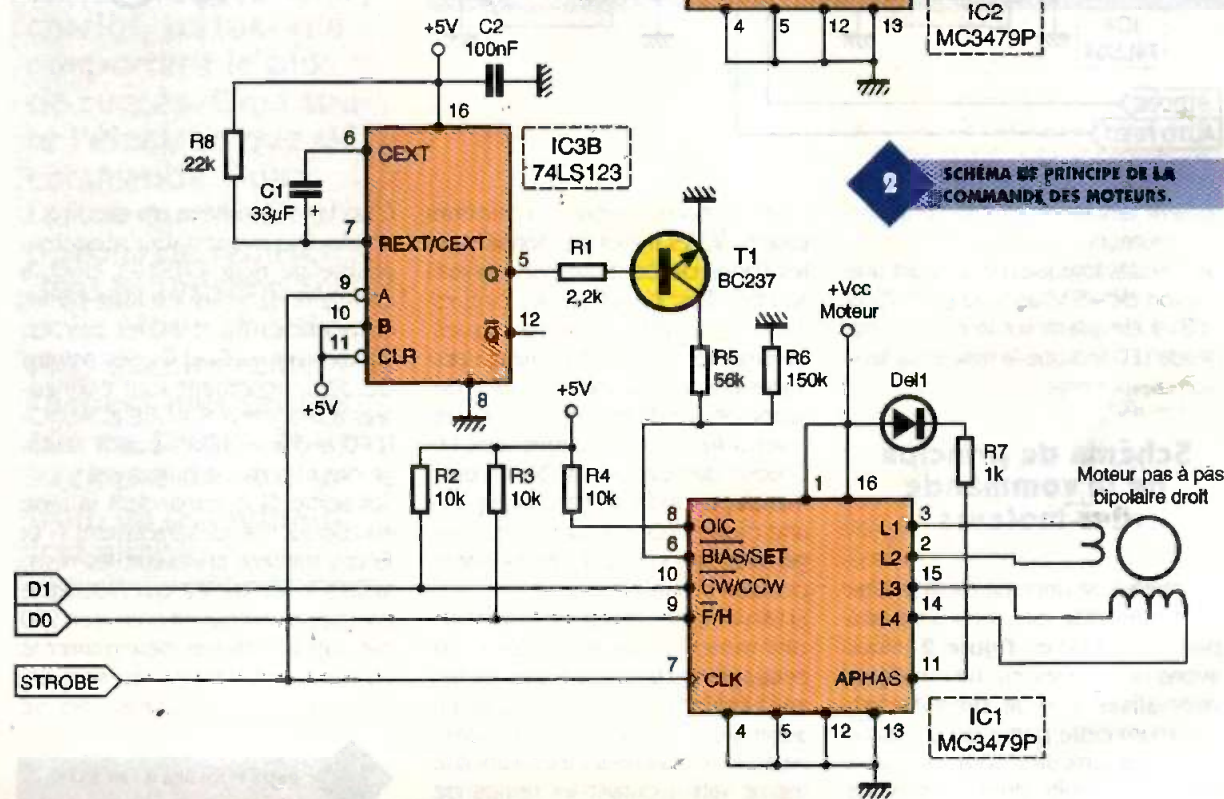 4
5
12
13
IC2
MC3479P
+5V
C2
100nF
16
R8
22k
6
CEXT
C1
33µF
+
7
REXT/CEXT
9
A
10
B
11
CLR
+5V
8
IC3B
74LS123
Q
5
Q
12
R1
2,2k
T1
BC237
2
SCHÉMA DE PRINCIPE DE LA
COMMANDE DES MOTEURS.
+Vcc
Moteur
R5
56k
R6
150k
Del1
R7
1k
Moteur pas à pas
bipolaire droit
+5V
R2
10k
R3
10k
R4
10k
1
16
8
OIC
6
BIAS/SET
10
CW/CCW
9
F/H
7
CLK
L1
3
L2
2
L3
15
L4
14
APHAS
11
D1
D0
STROBE
4
5
12
13
IC1
MC3479P